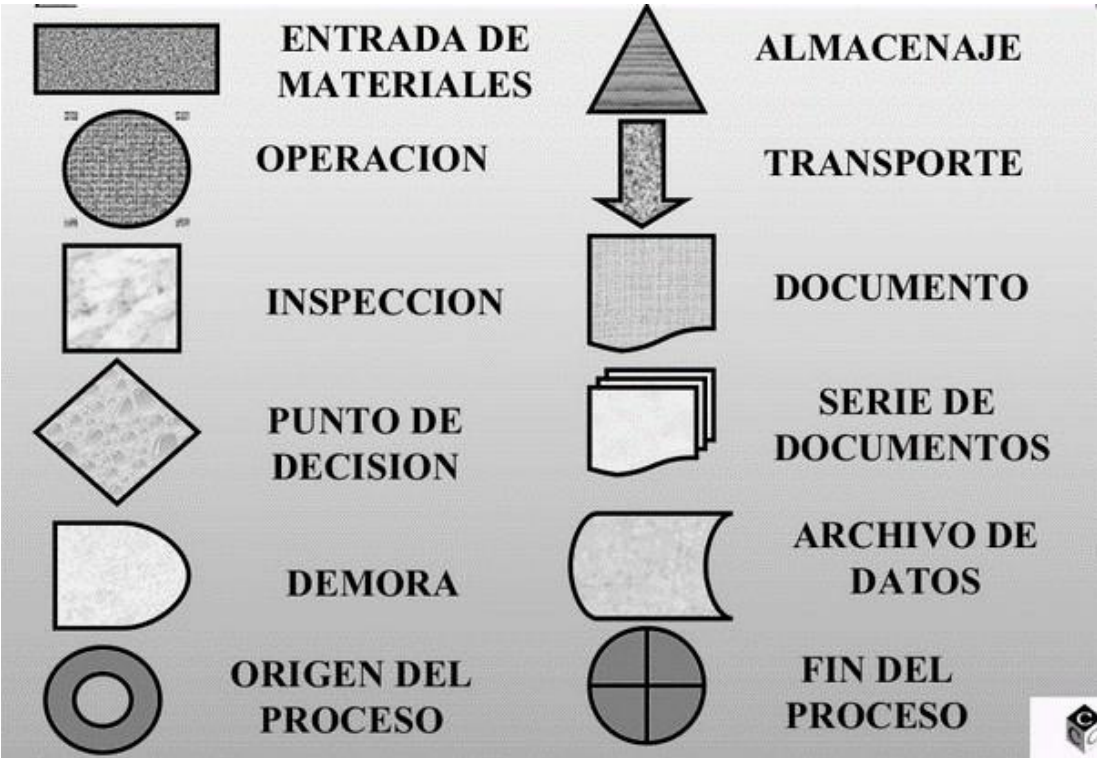 ENTRADA DE
MATERIALES
OPERACION
INSPECCION
PUNTO DE
DECISION
DEMORA
ORIGEN DEL
PROCESO
ALMACENAJE
TRANSPORTE
DOCUMENTO
SERIE DE
DOCUMENTOS
ARCHIVO DE
DATOS
FIN DEL
PROCESO